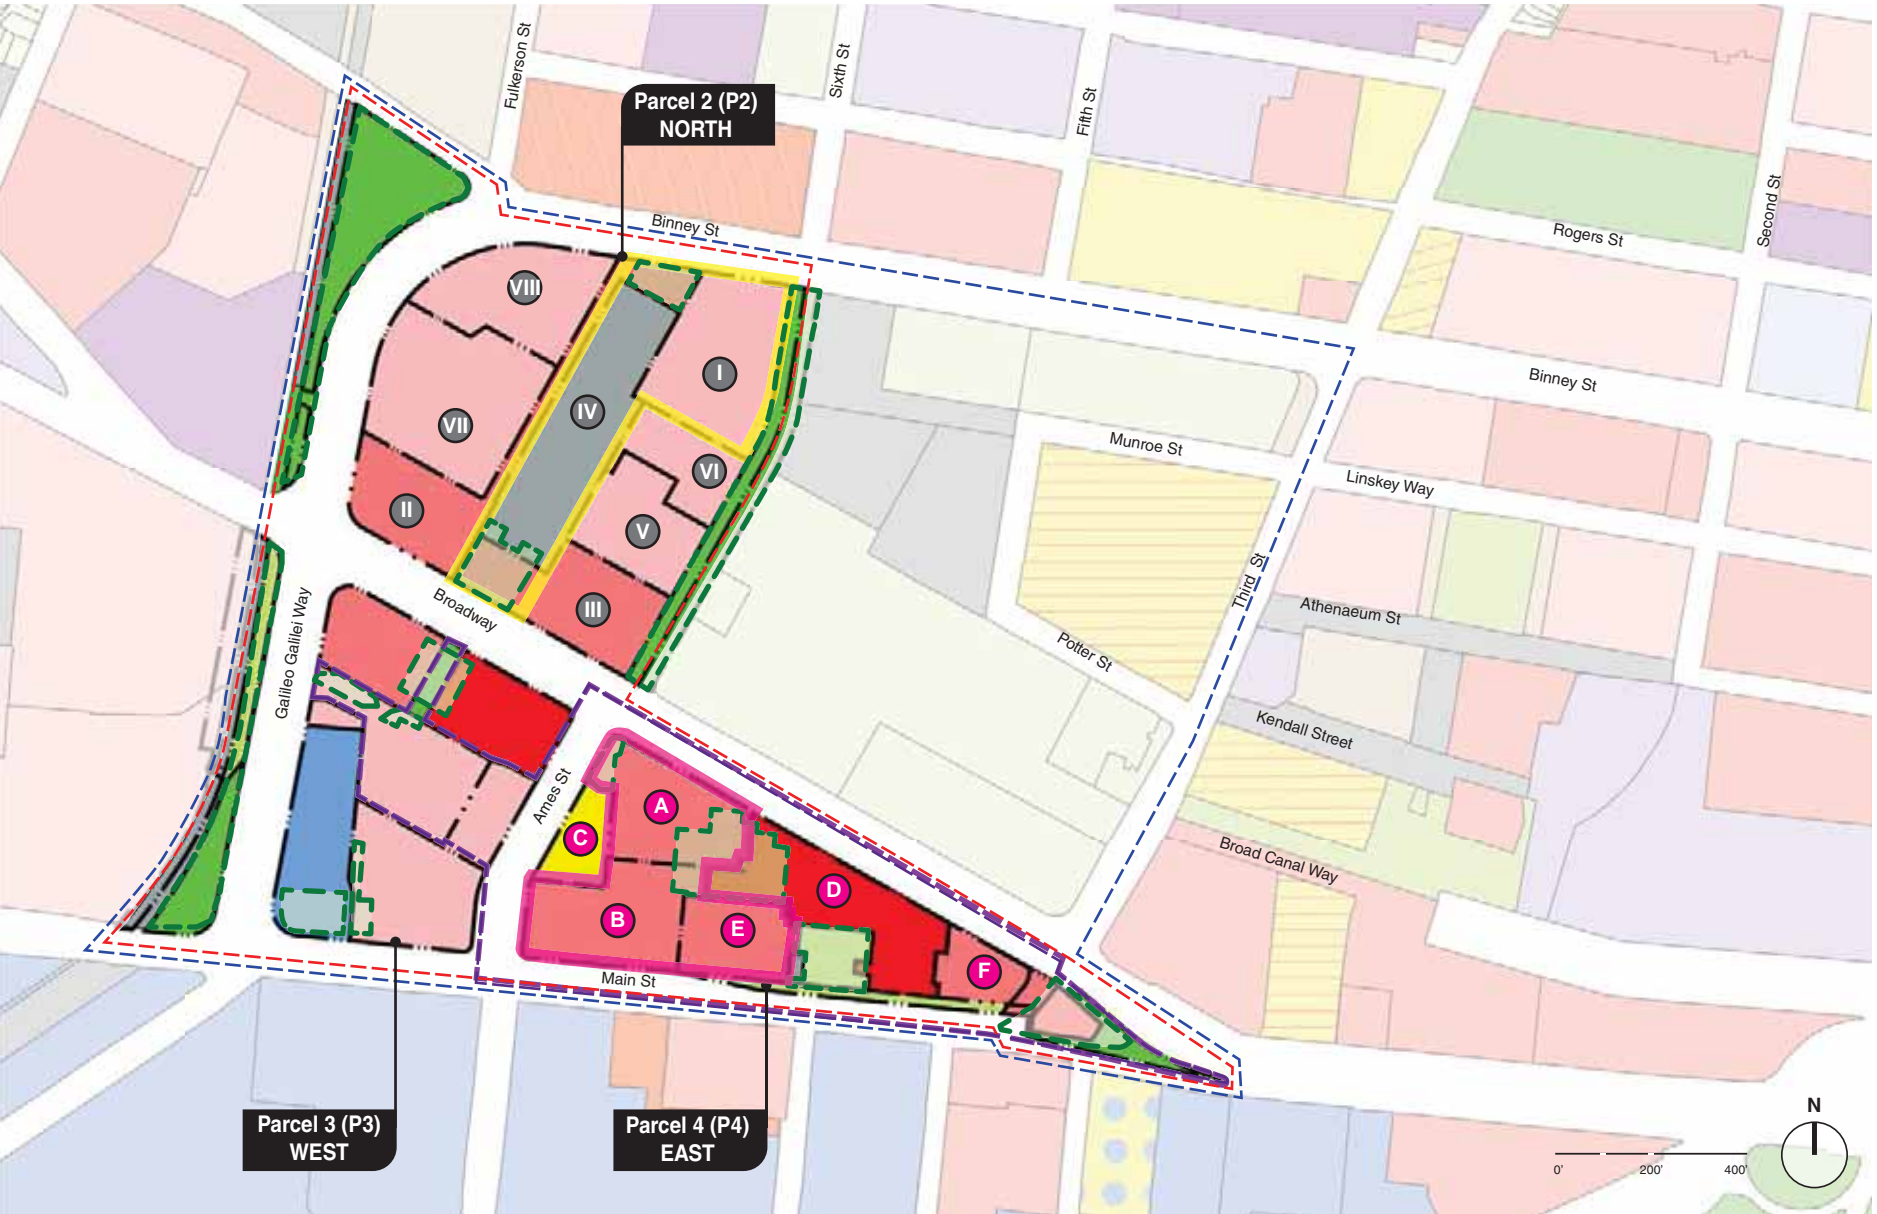 Fulkerson St
Sixth St
Fifth St
Second St
Parcel 2 (P2)
NORTH
Binney St
Rogers St
VIII
I
IV
VII
VI
II
V
III
Binney St
Munroe St
Linskey Way
Third St
Athenaeum St
Broadway
Galileo Galilei Way
Potter St
Kendall Street
Ames St
A
C
B
E
D
F
Broad Canal Way
Main St
Parcel 3 (P3)
WEST
Parcel 4 (P4)
EAST
N
0'
200'
400'